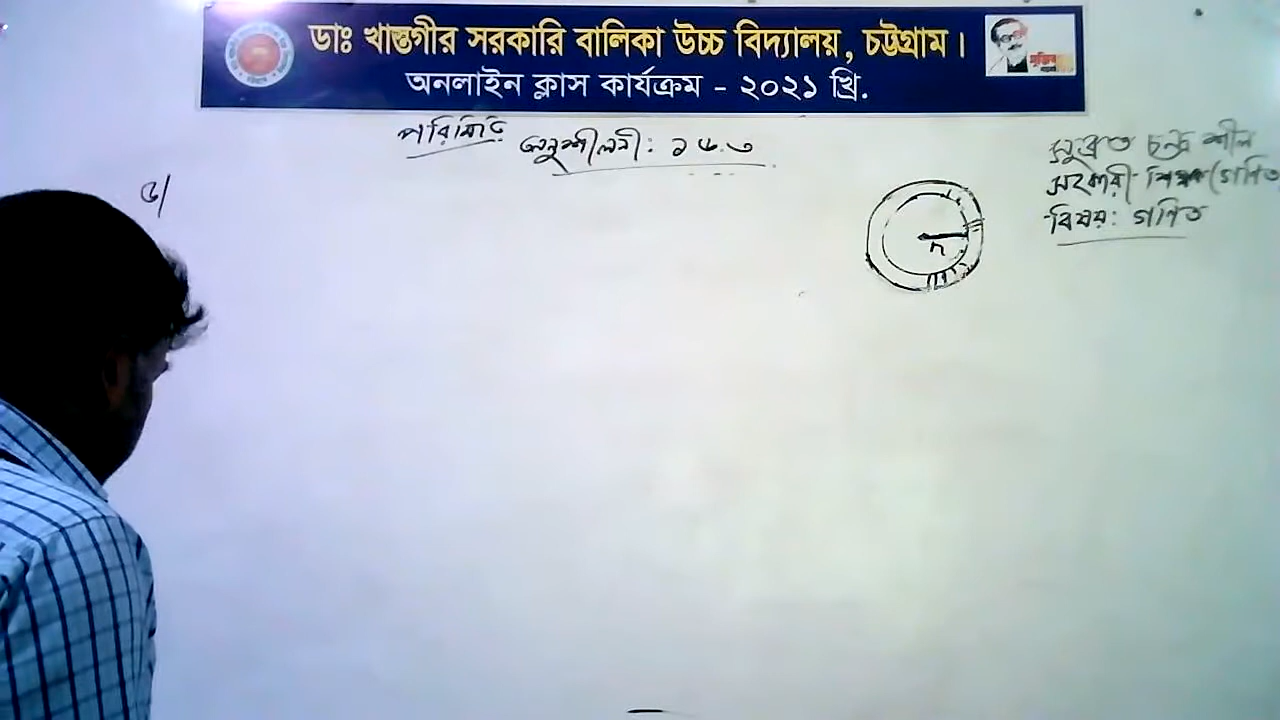 ডাঃ খাস্তগীর সরকারি বালিকা উচ্চ বিদ্যালয়, চট্টগ্রাম।
অনলাইন ক্লাস কার্যক্রম - ২০২১ খ্রি.
পরিমিতি অনুশীলনী: ১৬.৩
সুব্রত চন্দ্র শীল
সহকারী শিক্ষক (গণিত
বিষয়: গণিত
৬/
r